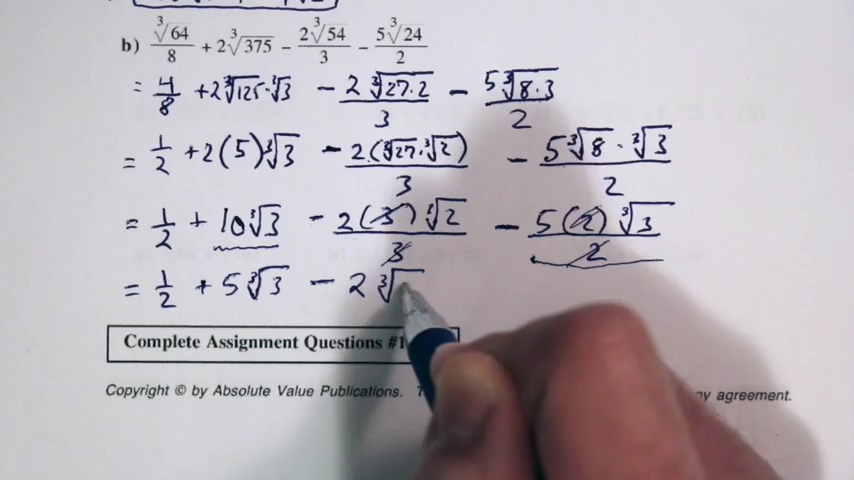 b) ∛64/8 + 2∛375 − 2∛54/3 − 5∛24/2
= 4/8 + 2∛125·∛3 − 2∛27·2/3 − 5∛8·3/2
= 1/2 + 2(5)∛3 − 2(∛27·∛2)/3 − 5∛8·∛3/2
= 1/2 + 10∛3 − 2(3)∛2/3 − 5(2)∛3/2
= 1/2 + 5∛3 − 2∛
Complete Assignment Questions #1
Copyright © by Absolute Value Publications. agreement.